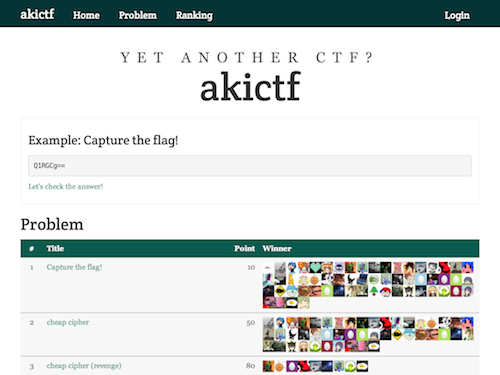 akictf Home Problem Ranking Login
YET ANOTHER CTF?
akictf
Example: Capture the flag!
Q1RGCg==
Let's check the answer!
Problem
# Title Point Winner
1 Capture the flag! 10
2 cheap cipher 50
3 cheap cipher (revenge) 80